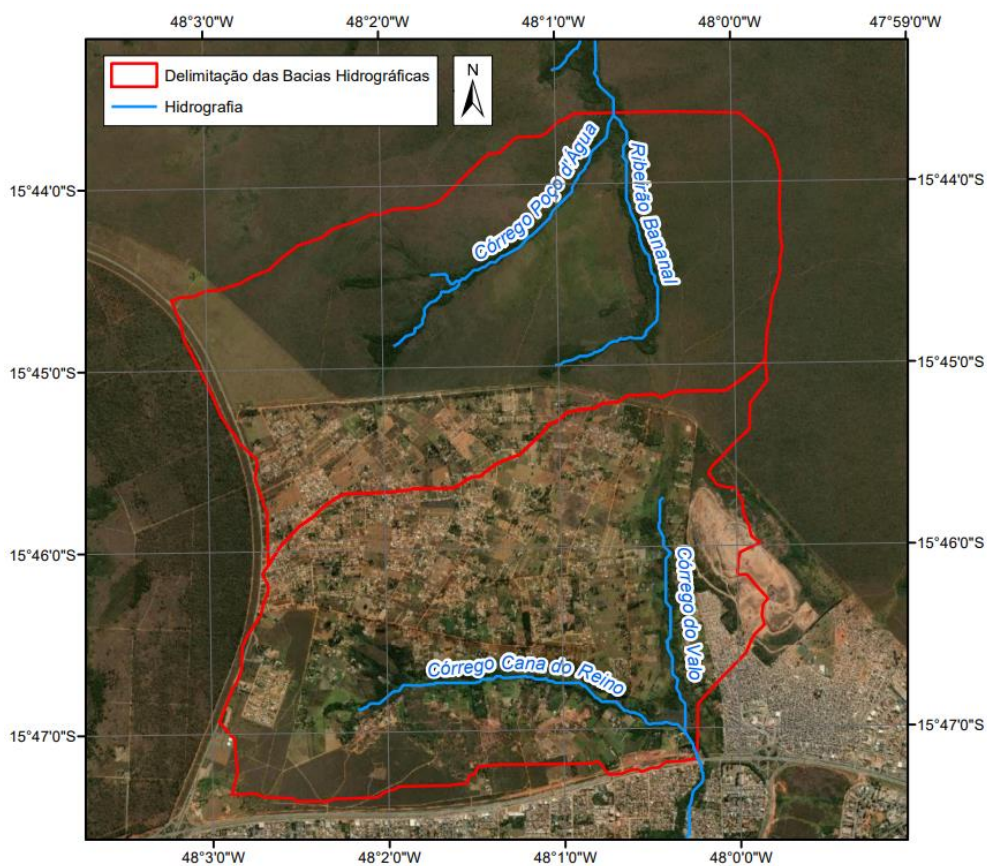 48°3'0"W
48°2'0"W
48°1'0"W
48°0'0"W
47°59'0"W
Delimitação das Bacias Hidrográficas
Hidrografia
N
Córrego Poço d'Água
Ribeirão Bananal
15°44'0"S
15°44'0"S
15°45'0"S
15°45'0"S
15°46'0"S
15°46'0"S
Córrego do Valo
Córrego Cana do Reino
15°47'0"S
15°47'0"S
48°3'0"W
48°2'0"W
48°1'0"W
48°0'0"W